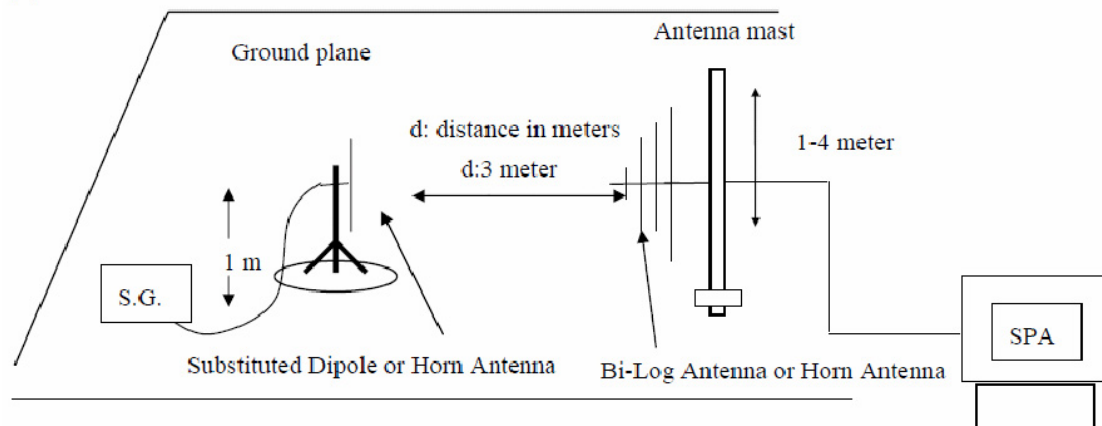 Ground plane
Antenna mast
d: distance in meters
d:3 meter
1-4 meter
1 m
S.G.
SPA
Substituted Dipole or Horn Antenna
Bi-Log Antenna or Horn Antenna